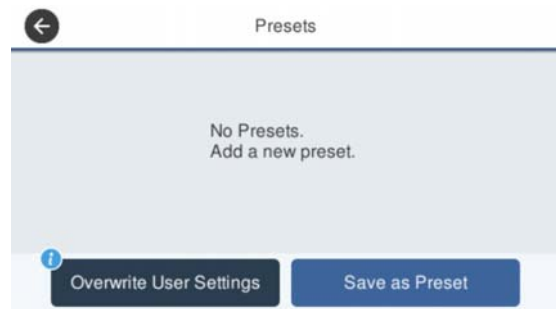 Presets
No Presets.
Add a new preset.
i
Overwrite User Settings
Save as Preset